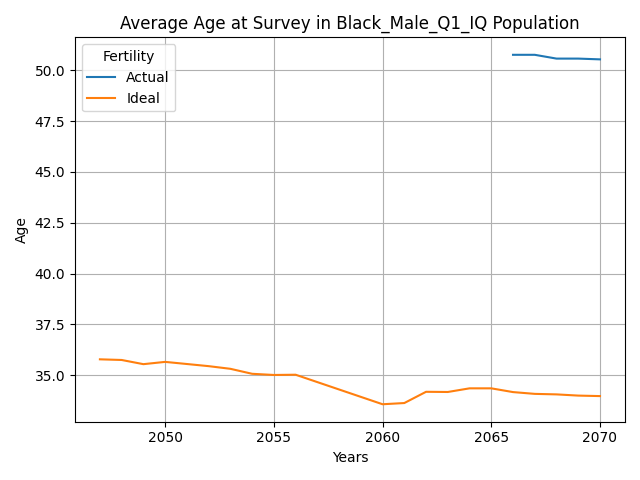 Average Age at Survey in Black_Male_Q1_IQ Population
Fertility
Actual
Ideal
Age
50.0
47.5
45.0
42.5
40.0
37.5
35.0
2050
2055
2060
2065
2070
Years